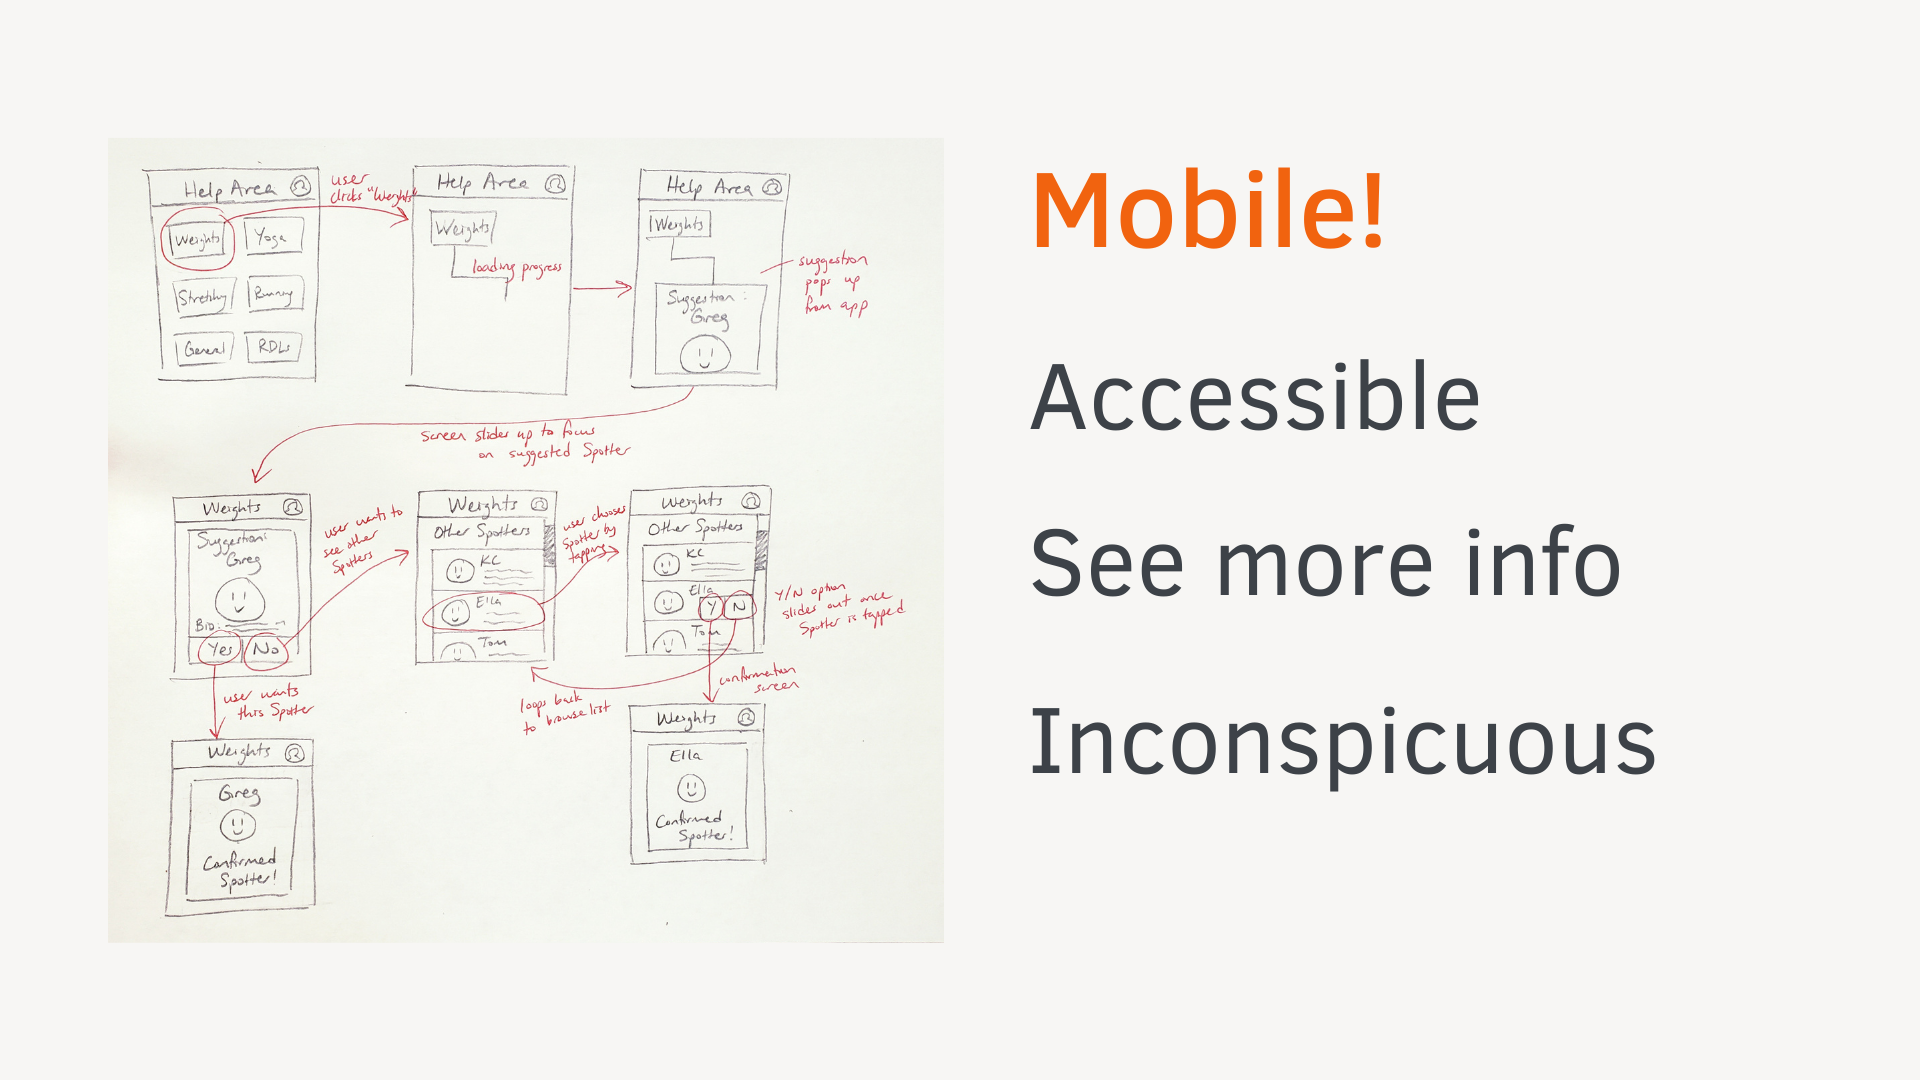 Help Area
Weights
Yoga
Stretching
Running
General
RDLs
user
clicks "Weights"
Help Area
Weights
loading progress
Help Area
Weights
Suggestion:
Greg
suggestion
pops up
from app
Screen slides up to focus
on suggested Spotter
Weights
Suggestion:
Greg
Bio:
Yes
No
user wants to
see other
Spotters
user wants
this Spotter
Weights
Greg
Confirmed
Spotter!
Weights
Other Spotters
KC
Ella
Tom
user chooses
Spotter by
tapping
Weights
Other Spotters
KC
Ella
Y
N
Tom
Y/N option
slides out once
Spotter is tapped
loops back
to browse list
confirmation
screen
Weights
Ella
Confirmed
Spotter!
Mobile!
Accessible
See more info
Inconspicuous